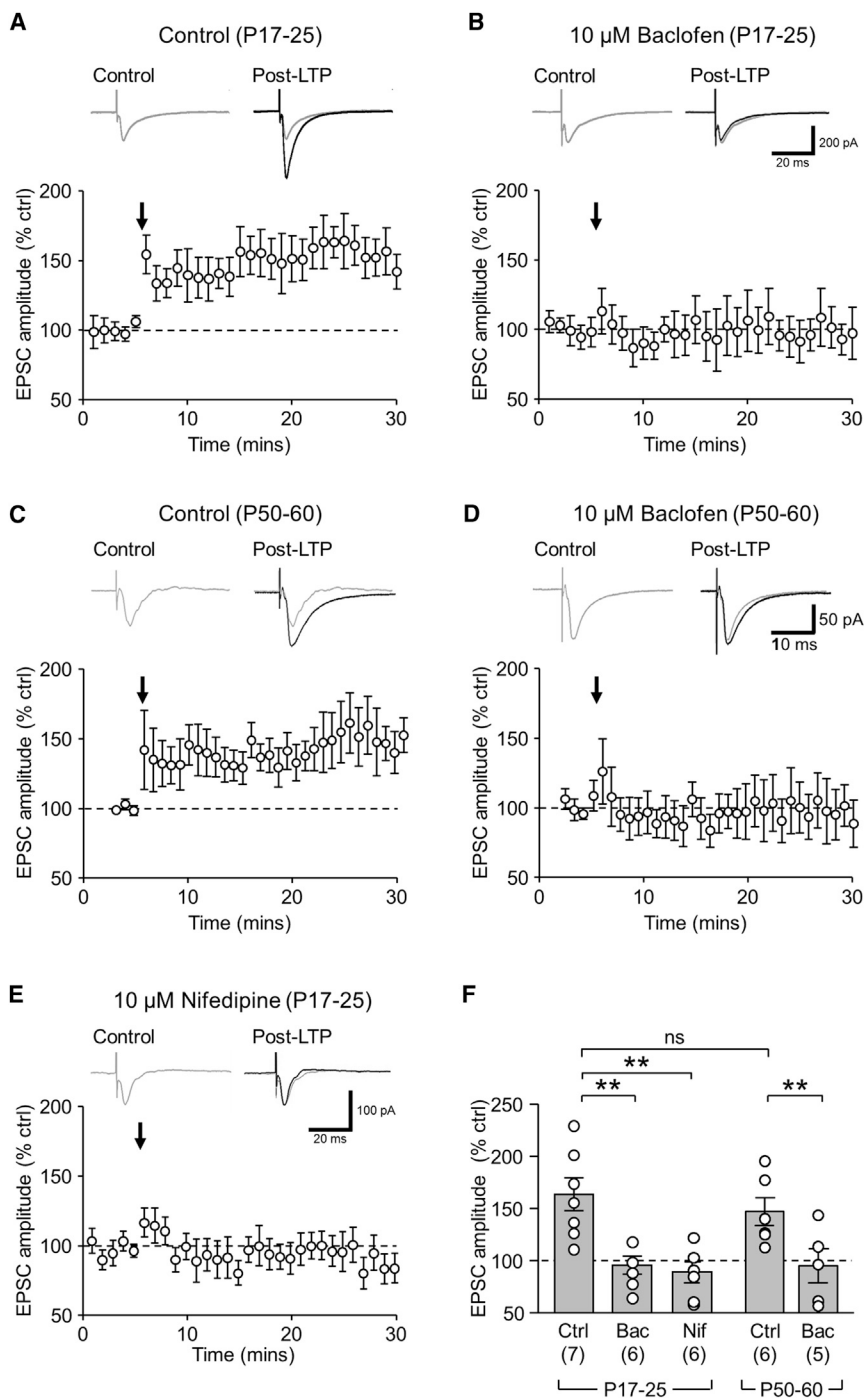 A
Control (P17-25)
Control
Post-LTP
EPSC amplitude (% ctrl)
200
150
100
50
0
10
20
30
Time (mins)
B
10 µM Baclofen (P17-25)
Control
Post-LTP
200 pA
20 ms
EPSC amplitude (% ctrl)
200
150
100
50
0
10
20
30
Time (mins)
C
Control (P50-60)
Control
Post-LTP
EPSC amplitude (% ctrl)
200
150
100
50
0
10
20
30
Time (mins)
D
10 µM Baclofen (P50-60)
Control
Post-LTP
50 pA
10 ms
EPSC amplitude (% ctrl)
200
150
100
50
0
10
20
30
Time (mins)
E
10 µM Nifedipine (P17-25)
Control
Post-LTP
100 pA
20 ms
EPSC amplitude (% ctrl)
200
150
100
50
0
10
20
30
Time (mins)
F
ns
**
**
**
EPSC amplitude (% ctrl)
250
200
150
100
50
Ctrl Bac Nif Ctrl Bac
(7) (6) (6) (6) (5)
P17-25 P50-60